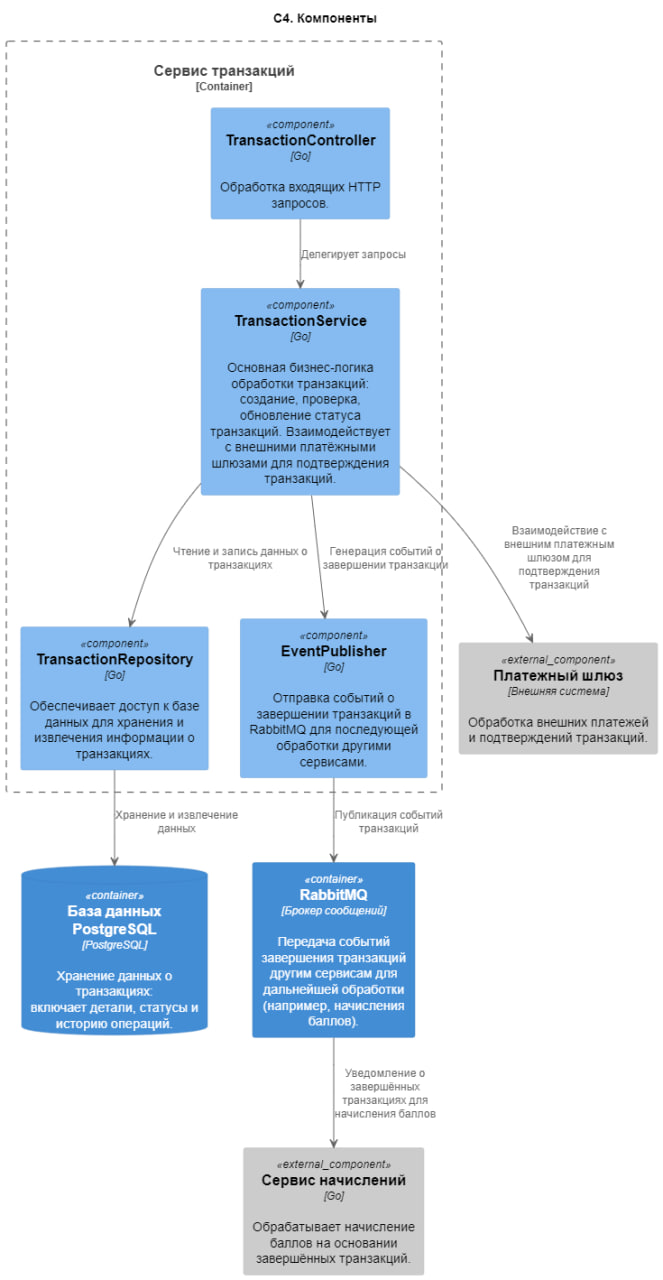 С4. Компоненты
Сервис транзакций
[Container]
«component»
TransactionController
[Go]
Обработка входящих HTTP
запросов.
Делегирует запросы
«component»
TransactionService
[Go]
Основная бизнес-логика
обработки транзакций:
создание, проверка,
обновление статуса
транзакций. Взаимодействует
с внешними платёжными
шлюзами для подтверждения
транзакций.
Чтение и запись данных о
транзакциях
Генерация событий о
завершении транзакции
Взаимодействие с
внешним платежным
шлюзом для
подтверждения
транзакций
«component»
TransactionRepository
[Go]
Обеспечивает доступ к базе
данных для хранения и
извлечения информации о
транзакциях.
«component»
EventPublisher
[Go]
Отправка событий о
завершении транзакций в
RabbitMQ для последующей
обработки другими
сервисами.
«external_component»
Платежный шлюз
[Внешняя система]
Обработка внешних платежей
и подтверждений транзакций.
Хранение и извлечение
данных
Публикация событий
транзакций
«container»
База данных
PostgreSQL
[PostgreSQL]
Хранение данных о
транзакциях:
включает детали, статусы и
историю операций.
«container»
RabbitMQ
[Брокер сообщений]
Передача событий
завершения транзакций
другим сервисам для
дальнейшей обработки
(например, начисления
баллов).
Уведомление о
завершённых
транзакциях для
начисления баллов
«external_component»
Сервис начислений
[Go]
Обрабатывает начисление
баллов на основании
завершённых транзакций.